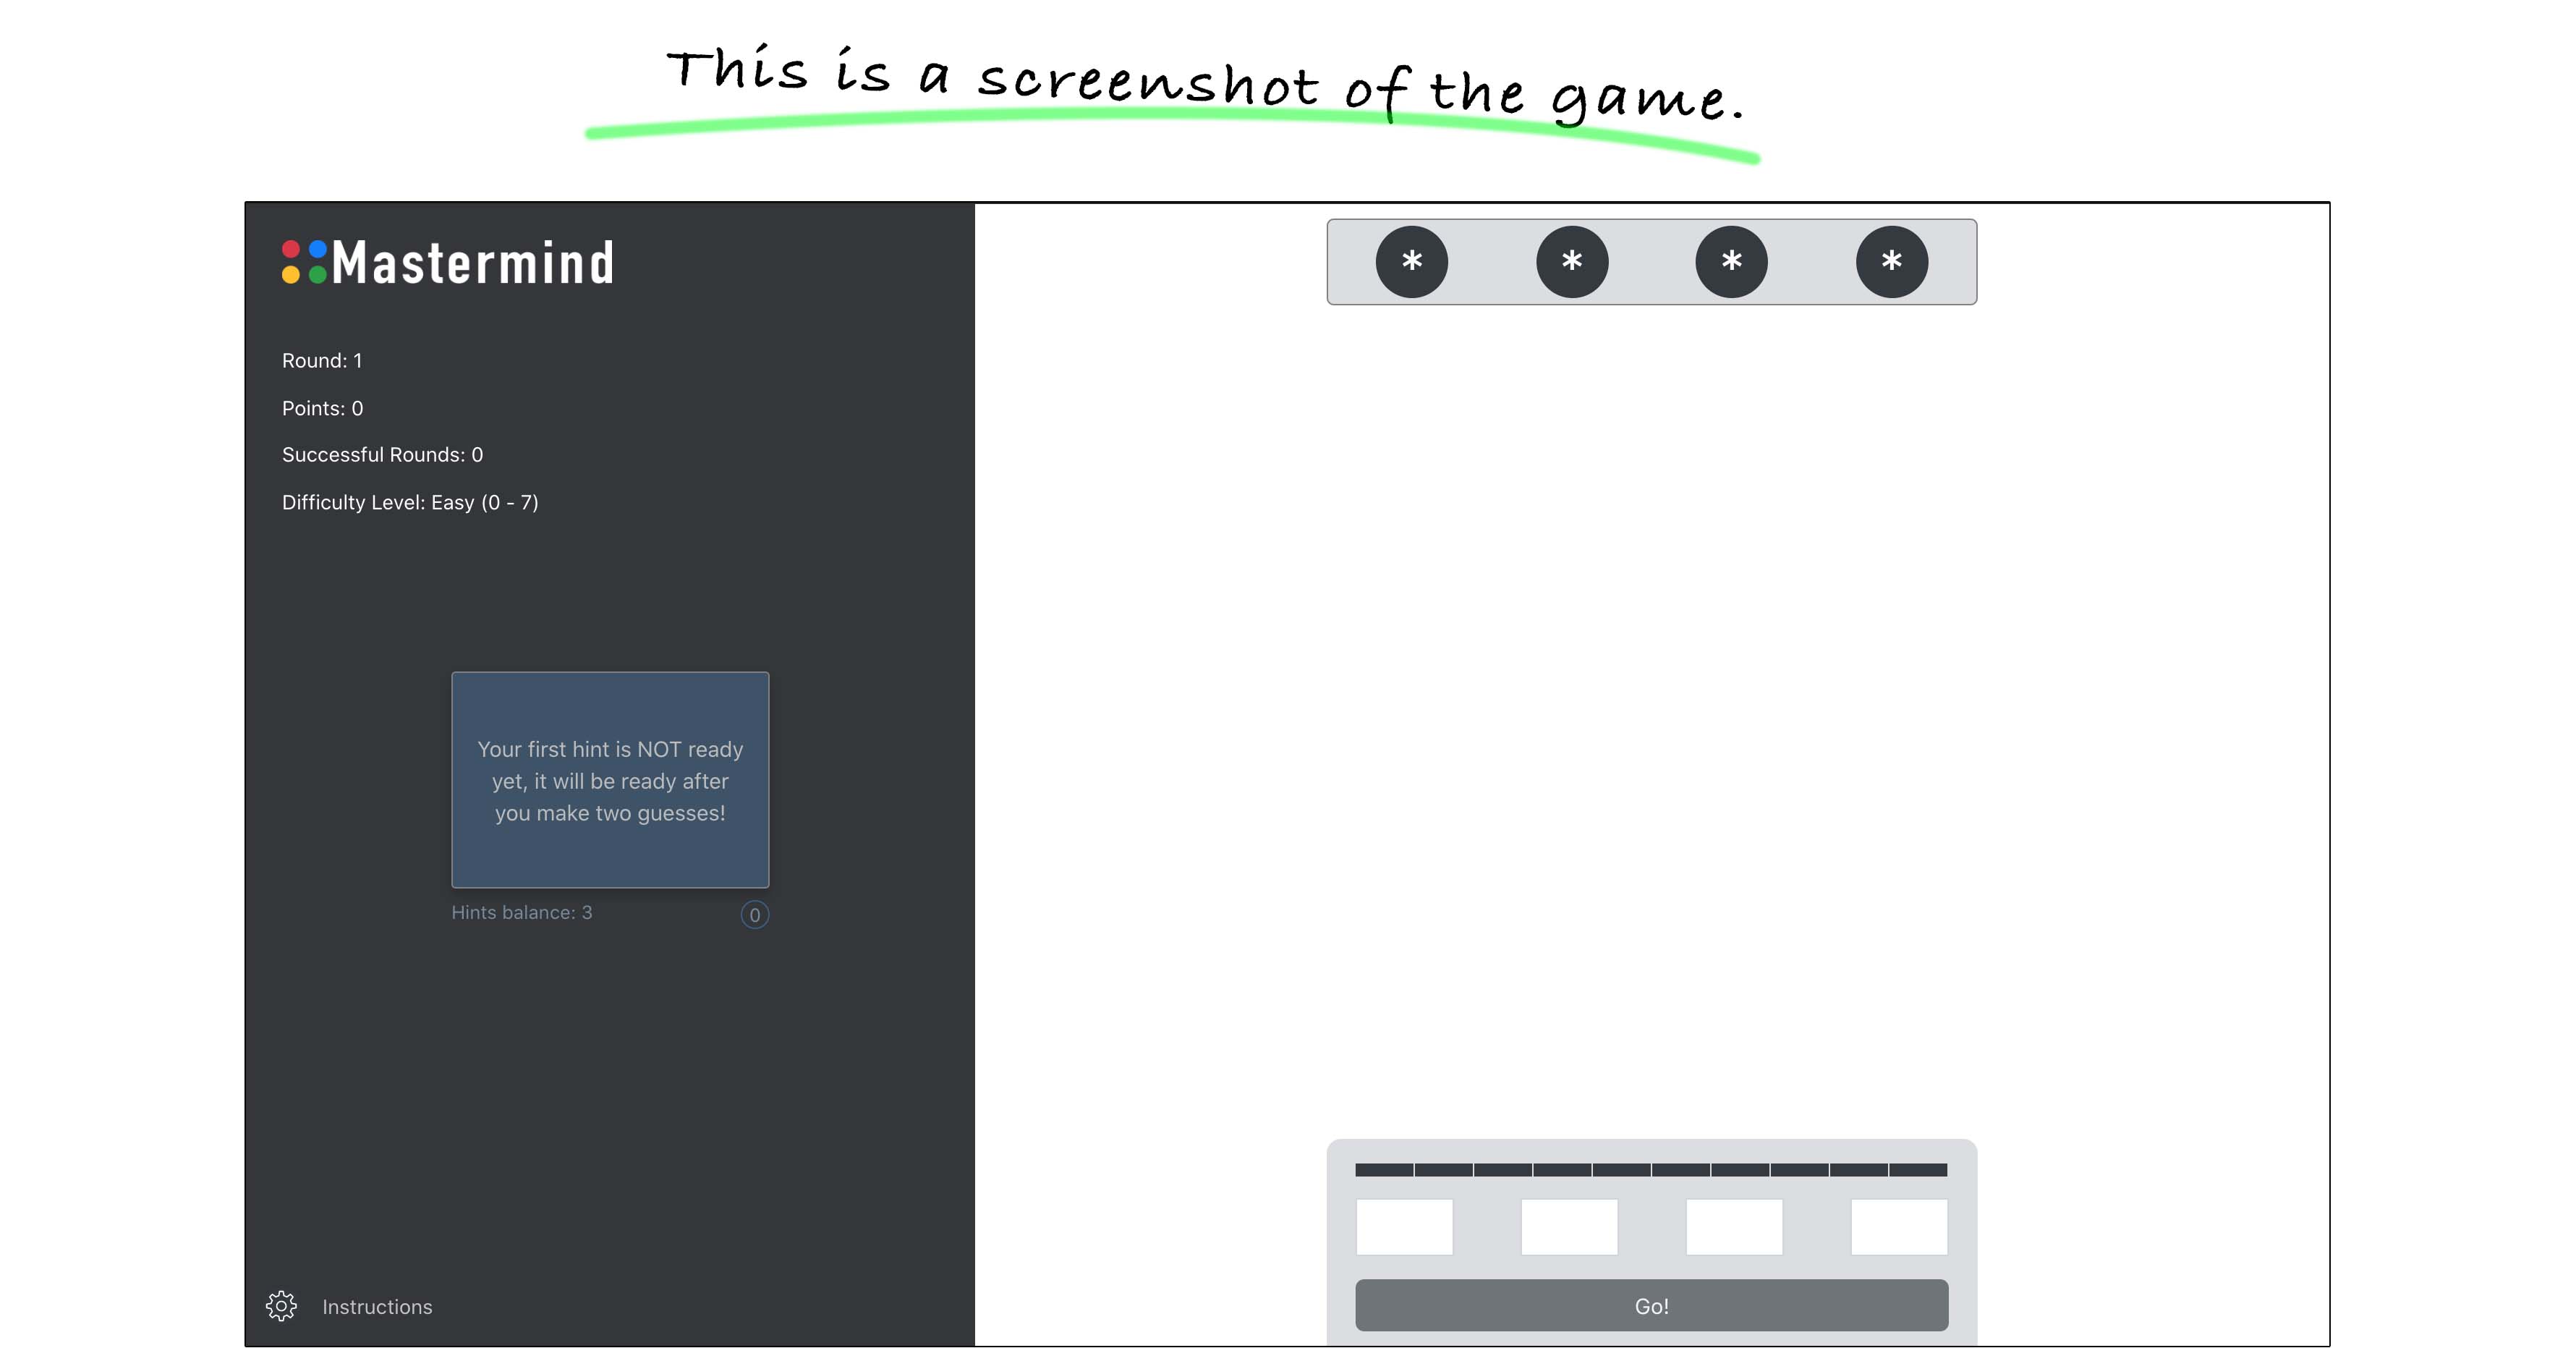 This is a screenshot of the game.
Mastermind
Round: 1
Points: 0
Successful Rounds: 0
Difficulty Level: Easy (0 - 7)
Your first hint is NOT ready
yet, it will be ready after
you make two guesses!
Hints balance: 3 0
Instructions
* * * *
Go!